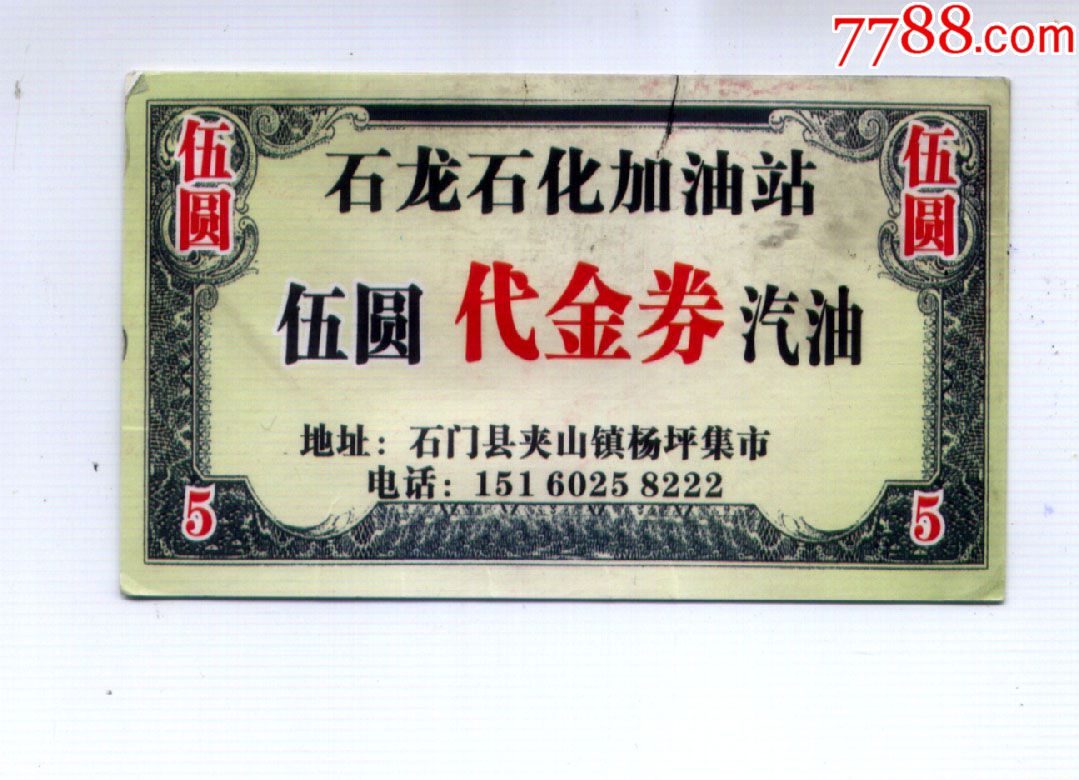 7788.com
伍圆
伍圆
石龙石化加油站
伍圆 代金券 汽油
地址：石门县夹山镇杨坪集市
电话：151 6025 8222
5
5